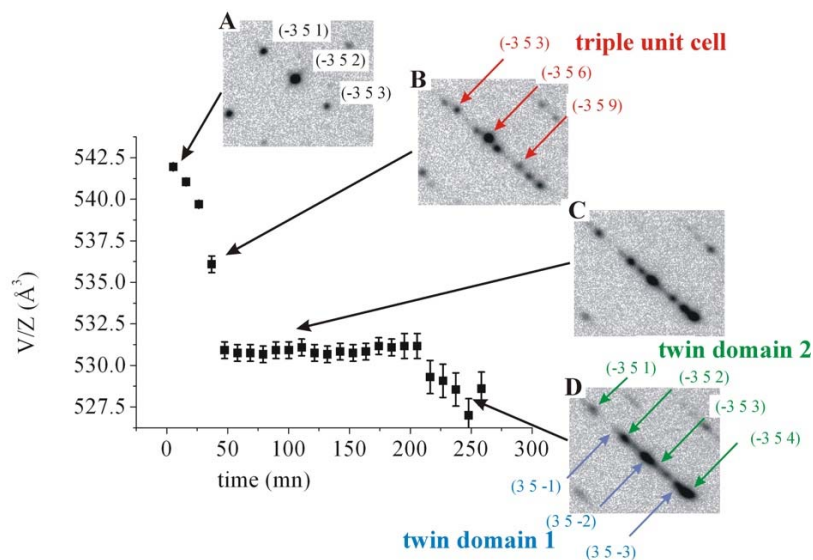 A
(-3 5 1)
(-3 5 2)
(-3 5 3)
B
(-3 5 3)
triple unit cell
(-3 5 6)
(-3 5 9)
C
twin domain 2
D
(-3 5 1)
(-3 5 2)
(-3 5 3)
(-3 5 4)
(3 5 -1)
(3 5 -2)
(3 5 -3)
twin domain 1
V/Z (Å³)
542.5
540.0
537.5
535.0
532.5
530.0
527.5
0 50 100 150 200 250 300
time (mn)